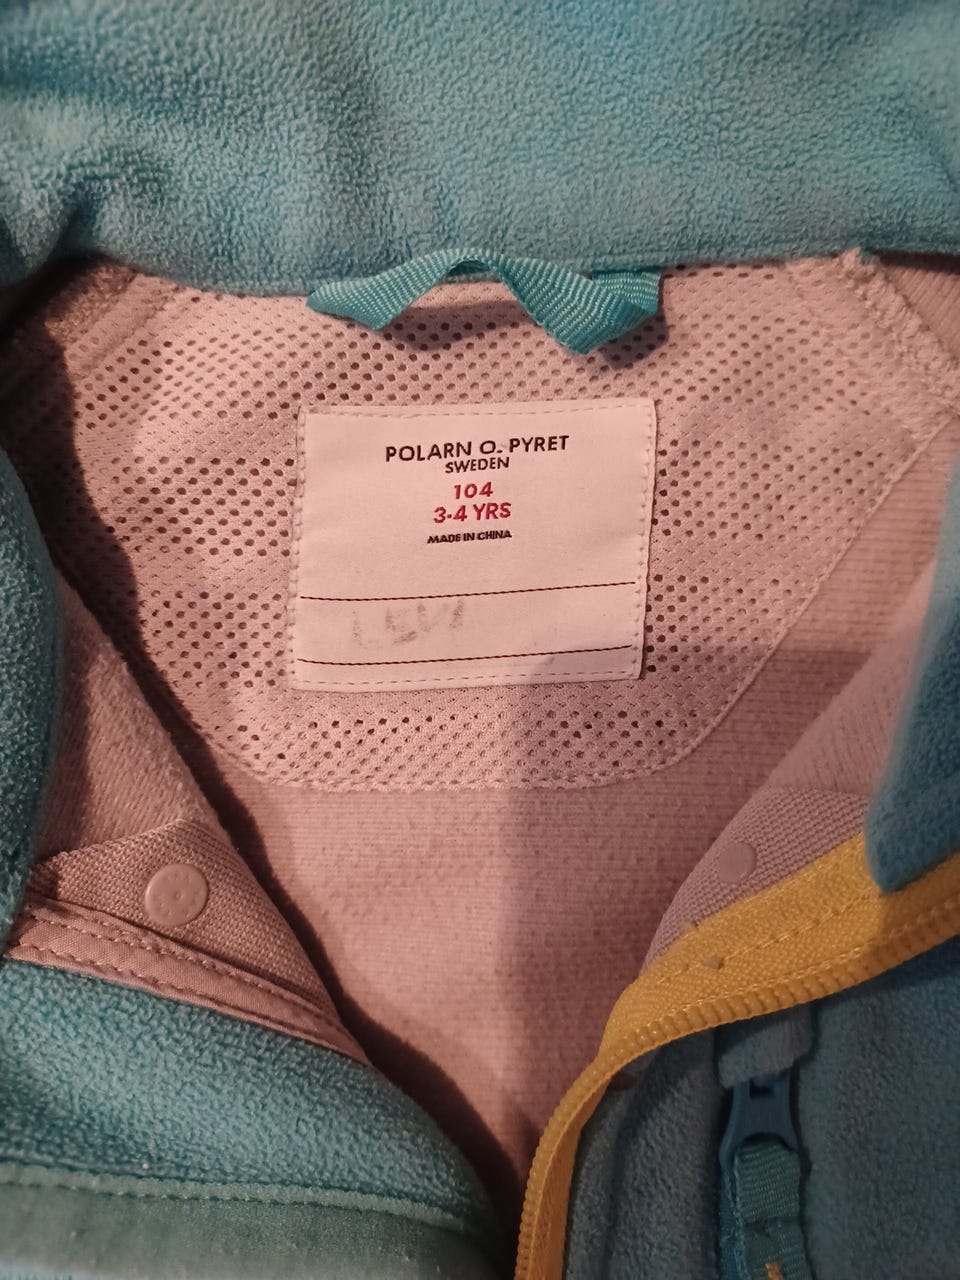 POLARN O. PYRET
SWEDEN
104
3-4 YRS
MADE IN CHINA